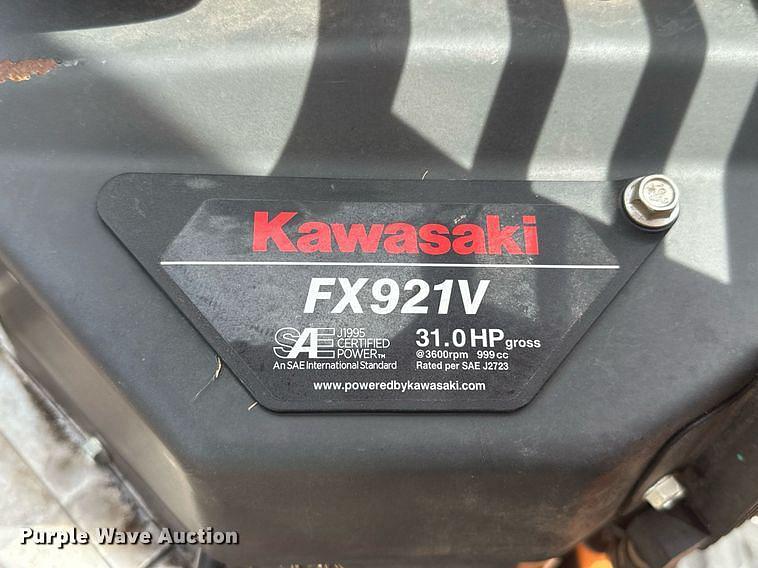 Kawasaki
FX921V
SAE J1995 CERTIFIED POWER™
An SAE International Standard
31.0 HP gross
@3600rpm 999cc
Rated per SAE J2723
www.poweredbykawasaki.com
Purple Wave Auction